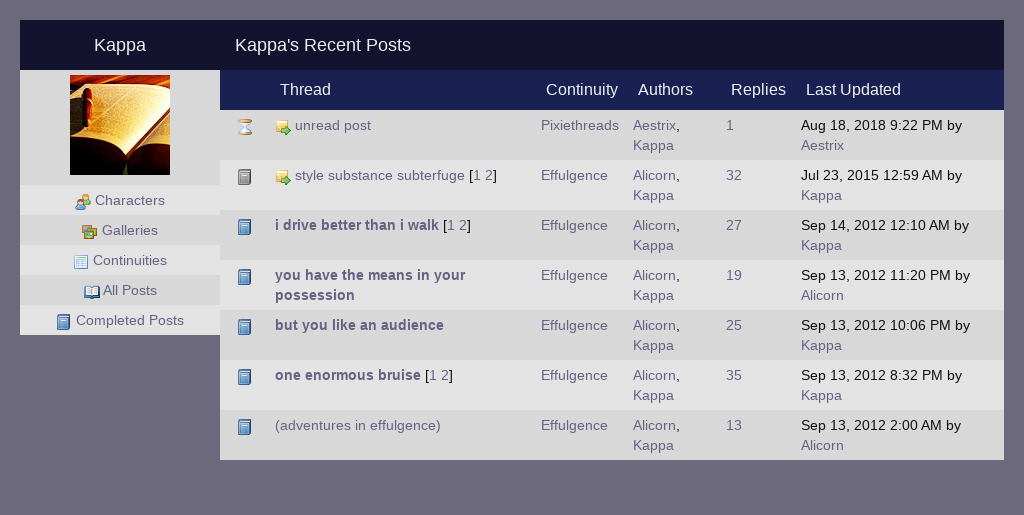 Kappa
Characters
Galleries
Continuities
All Posts
Completed Posts
Kappa's Recent Posts
Thread Continuity Authors Replies Last Updated
unread post Pixiethreads Aestrix, 1 Aug 18, 2018 9:22 PM by
Kappa Aestrix
style substance subterfuge [1 2] Effulgence Alicorn, 32 Jul 23, 2015 12:59 AM by
Kappa Kappa
i drive better than i walk [1 2] Effulgence Alicorn, 27 Sep 14, 2012 12:10 AM by
Kappa Kappa
you have the means in your Effulgence Alicorn, 19 Sep 13, 2012 11:20 PM by
possession Kappa Alicorn
but you like an audience Effulgence Alicorn, 25 Sep 13, 2012 10:06 PM by
Kappa Kappa
one enormous bruise [1 2] Effulgence Alicorn, 35 Sep 13, 2012 8:32 PM by
Kappa Kappa
(adventures in effulgence) Effulgence Alicorn, 13 Sep 13, 2012 2:00 AM by
Kappa Alicorn